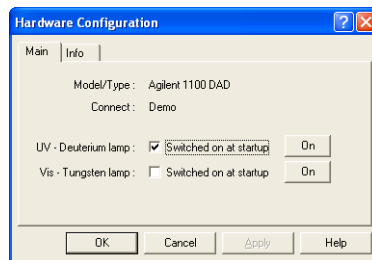 Hardware Configuration
Main Info
Model/Type : Agilent 1100 DAD
Connect : Demo
UV - Deuterium lamp : Switched on at startup On
Vis - Tungsten lamp : Switched on at startup On
OK Cancel Apply Help